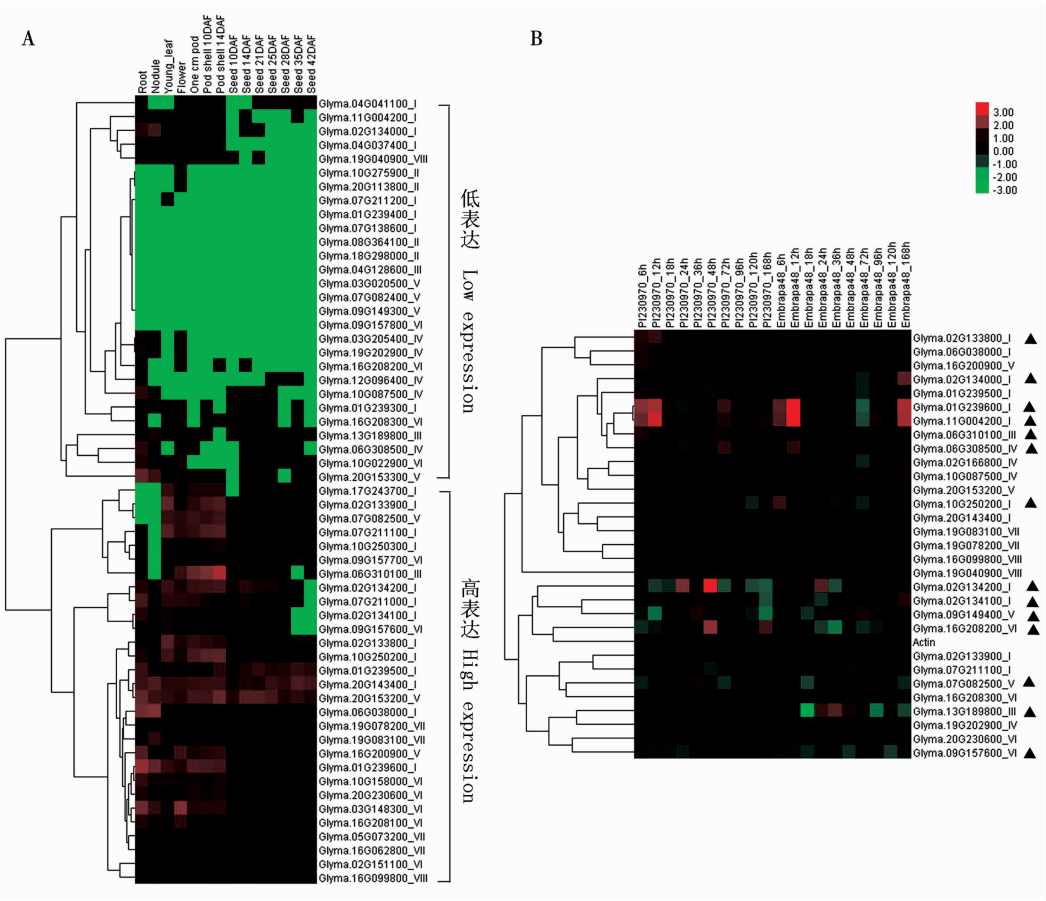 A
B
Root
Nodule
Young_leaf
Flower
One cm pod
Pod shell 10DAF
Pod shell 14DAF
Seed 10DAF
Seed 14DAF
Seed 21DAF
Seed 25DAF
Seed 28DAF
Seed 35DAF
Seed 42DAF
Glyma.04G041100_I
Glyma.11G004200_I
Glyma.02G134000_I
Glyma.04G037400_I
Glyma.19G040900_VIII
Glyma.10G275900_II
Glyma.20G113800_II
Glyma.07G211200_I
Glyma.01G239400_I
Glyma.07G138600_I
Glyma.08G364100_II
Glyma.18G298000_II
Glyma.04G128600_III
Glyma.03G020500_V
Glyma.07G082400_V
Glyma.09G149300_V
Glyma.09G157800_VI
Glyma.03G205400_IV
Glyma.19G202900_IV
Glyma.16G208200_VI
Glyma.12G096400_IV
Glyma.10G087500_IV
Glyma.01G239300_I
Glyma.16G208300_VI
Glyma.13G189800_III
Glyma.06G308500_IV
Glyma.10G022900_VI
Glyma.20G153300_V
Glyma.17G243700_I
Glyma.02G133900_I
Glyma.07G082500_V
Glyma.07G211100_I
Glyma.10G250300_I
Glyma.09G157700_VI
Glyma.06G310100_III
Glyma.02G134200_I
Glyma.07G211000_I
Glyma.02G134100_I
Glyma.09G157600_VI
Glyma.02G133800_I
Glyma.10G250200_I
Glyma.01G239500_I
Glyma.20G143400_I
Glyma.20G153200_V
Glyma.06G038000_I
Glyma.19G078200_VII
Glyma.19G083100_VII
Glyma.16G200900_V
Glyma.01G239600_I
Glyma.10G158000_VI
Glyma.20G230600_VI
Glyma.03G148300_VI
Glyma.16G208100_VI
Glyma.05G073200_VII
Glyma.16G062800_VII
Glyma.02G151100_VI
Glyma.16G099800_VIII
低表达 Low expression
高表达 High expression
3.00
2.00
1.00
0.00
-1.00
-2.00
-3.00
PI230970_6h
PI230970_12h
PI230970_18h
PI230970_24h
PI230970_36h
PI230970_48h
PI230970_72h
PI230970_96h
PI230970_120h
PI230970_168h
Embrapa48_6h
Embrapa48_12h
Embrapa48_18h
Embrapa48_24h
Embrapa48_36h
Embrapa48_48h
Embrapa48_72h
Embrapa48_96h
Embrapa48_120h
Embrapa48_168h
Glyma.02G133800_I
Glyma.06G038000_I
Glyma.16G200900_V
Glyma.02G134000_I
Glyma.01G239500_I
Glyma.01G239600_I
Glyma.11G004200_I
Glyma.06G310100_III
Glyma.06G308500_IV
Glyma.02G166800_IV
Glyma.10G087500_IV
Glyma.20G153200_V
Glyma.10G250200_I
Glyma.20G143400_I
Glyma.19G083100_VII
Glyma.19G078200_VII
Glyma.16G099800_VIII
Glyma.19G040900_VIII
Glyma.02G134200_I
Glyma.02G134100_I
Glyma.09G149400_V
Glyma.16G208200_VI
Actin
Glyma.02G133900_I
Glyma.07G211100_I
Glyma.07G082500_V
Glyma.16G208300_VI
Glyma.13G189800_III
Glyma.19G202900_IV
Glyma.20G230600_VI
Glyma.09G157600_VI